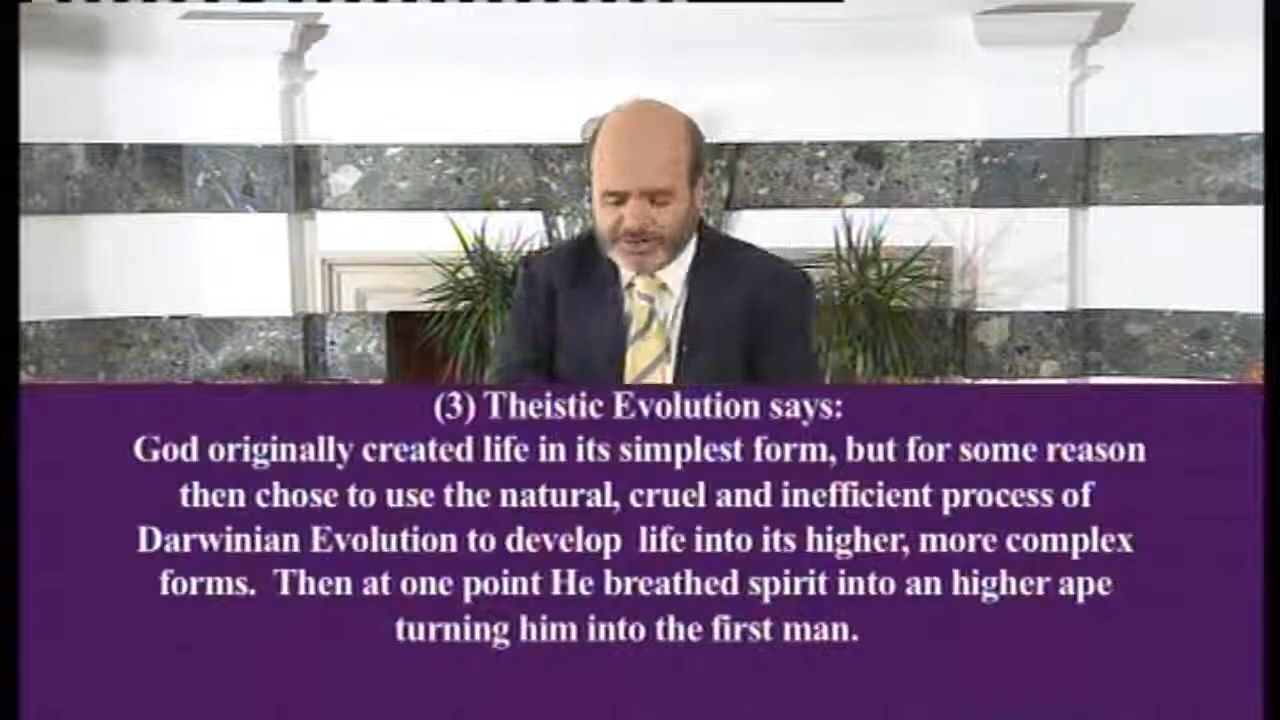 (3) Theistic Evolution says:
God originally created life in its simplest form, but for some reason
then chose to use the natural, cruel and inefficient process of
Darwinian Evolution to develop  life into its higher, more complex
forms.  Then at one point He breathed spirit into an higher ape
turning him into the first man.